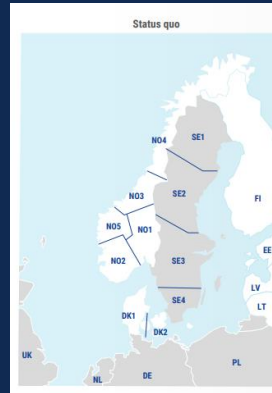 Status quo
NO4
SE1
SE2
NO3
FI
NO5
NO1
EE
NO2
SE3
LV
SE4
LT
DK1
DK2
UK
NL
DE
PL